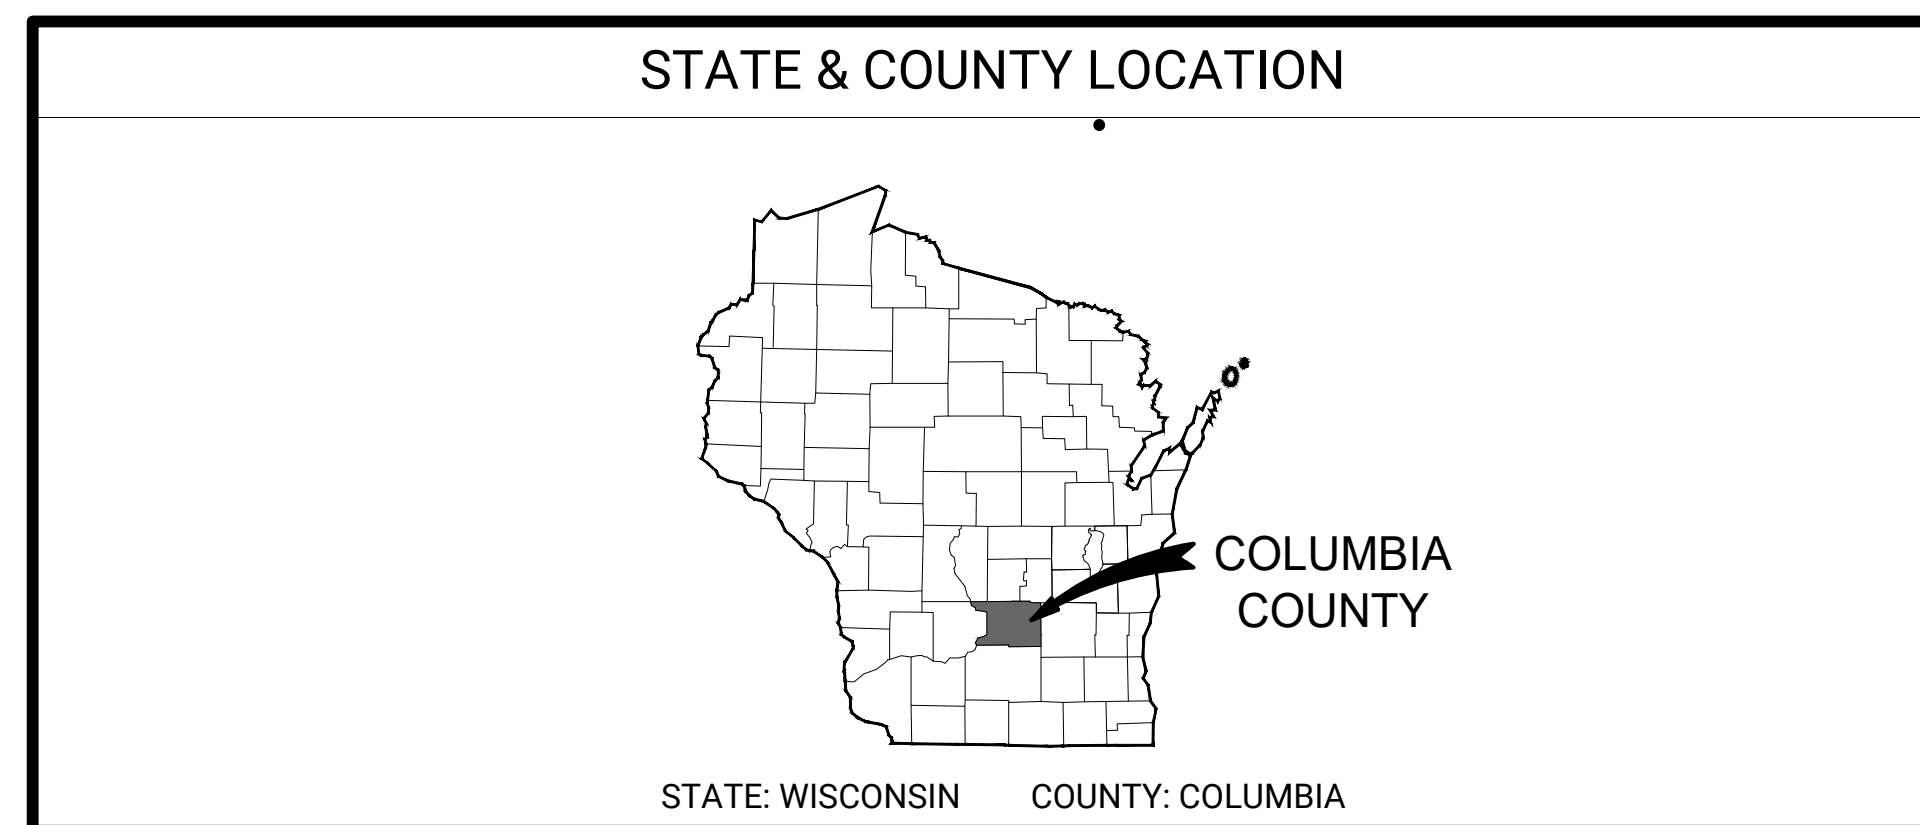 STATE & COUNTY LOCATION
COLUMBIA
COUNTY
STATE: WISCONSIN COUNTY: COLUMBIA